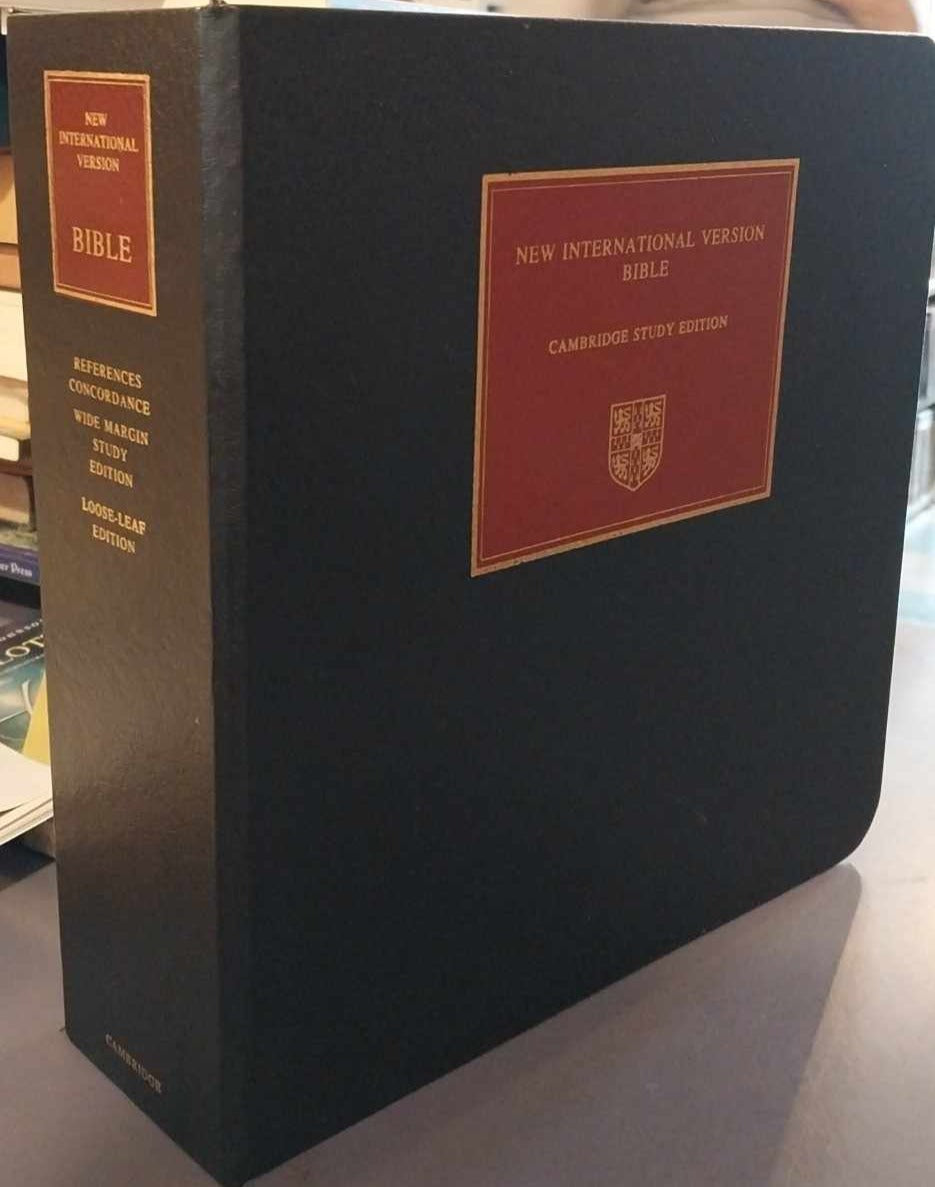 NEW
INTERNATIONAL
VERSION
BIBLE
REFERENCES
CONCORDANCE
WIDE MARGIN
STUDY
EDITION
LOOSE-LEAF
EDITION
CAMBRIDGE
NEW INTERNATIONAL VERSION
BIBLE
CAMBRIDGE STUDY EDITION
Press